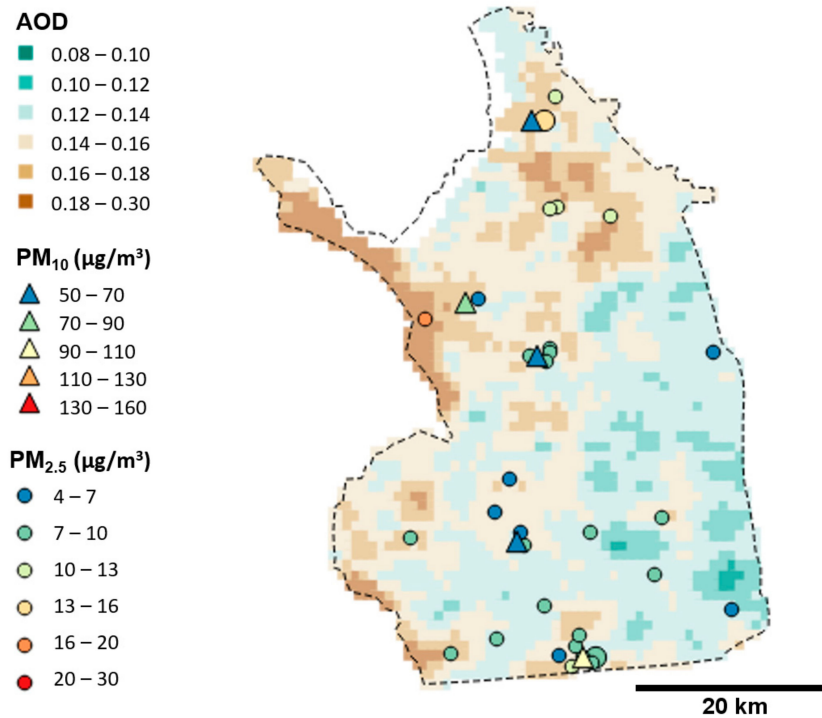 AOD
0.08 – 0.10
0.10 – 0.12
0.12 – 0.14
0.14 – 0.16
0.16 – 0.18
0.18 – 0.30
PM₁₀ (µg/m³)
50 – 70
70 – 90
90 – 110
110 – 130
130 – 160
PM₂.₅ (µg/m³)
4 – 7
7 – 10
10 – 13
13 – 16
16 – 20
20 – 30
20 km